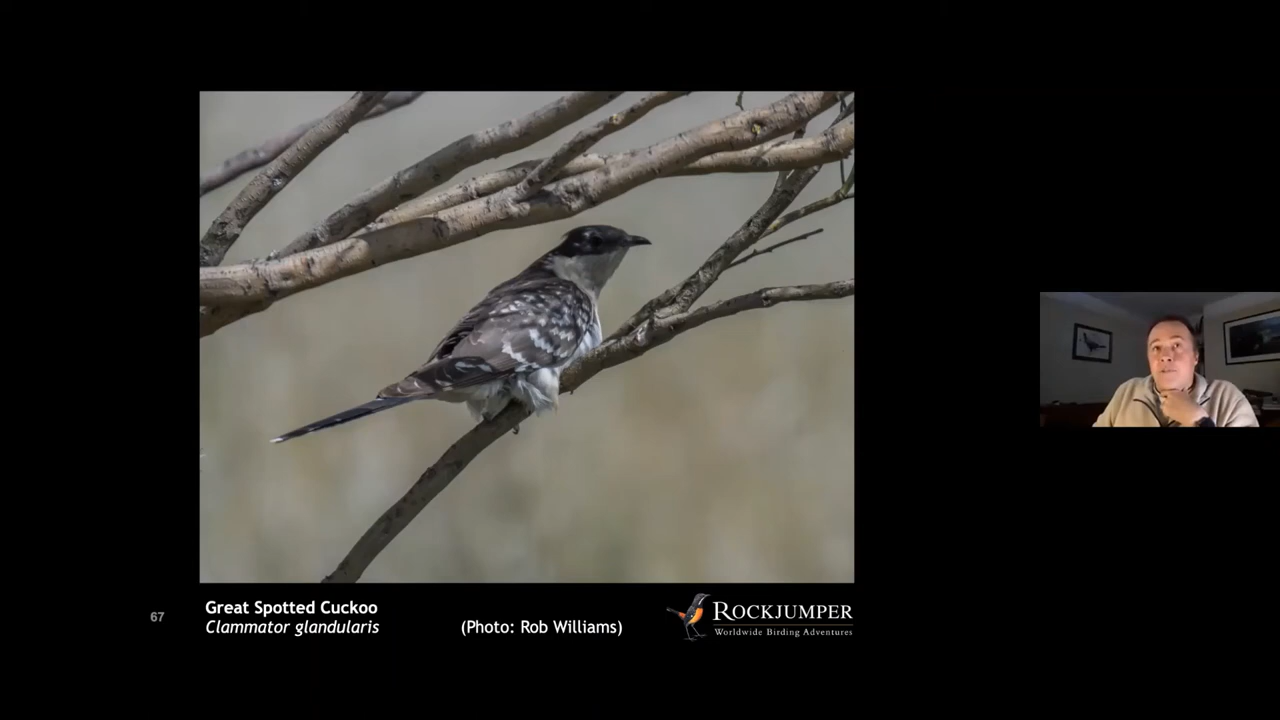 67
Great Spotted Cuckoo
Clammator glandularis
(Photo: Rob Williams)
ROCKJUMPER
Worldwide Birding Adventures